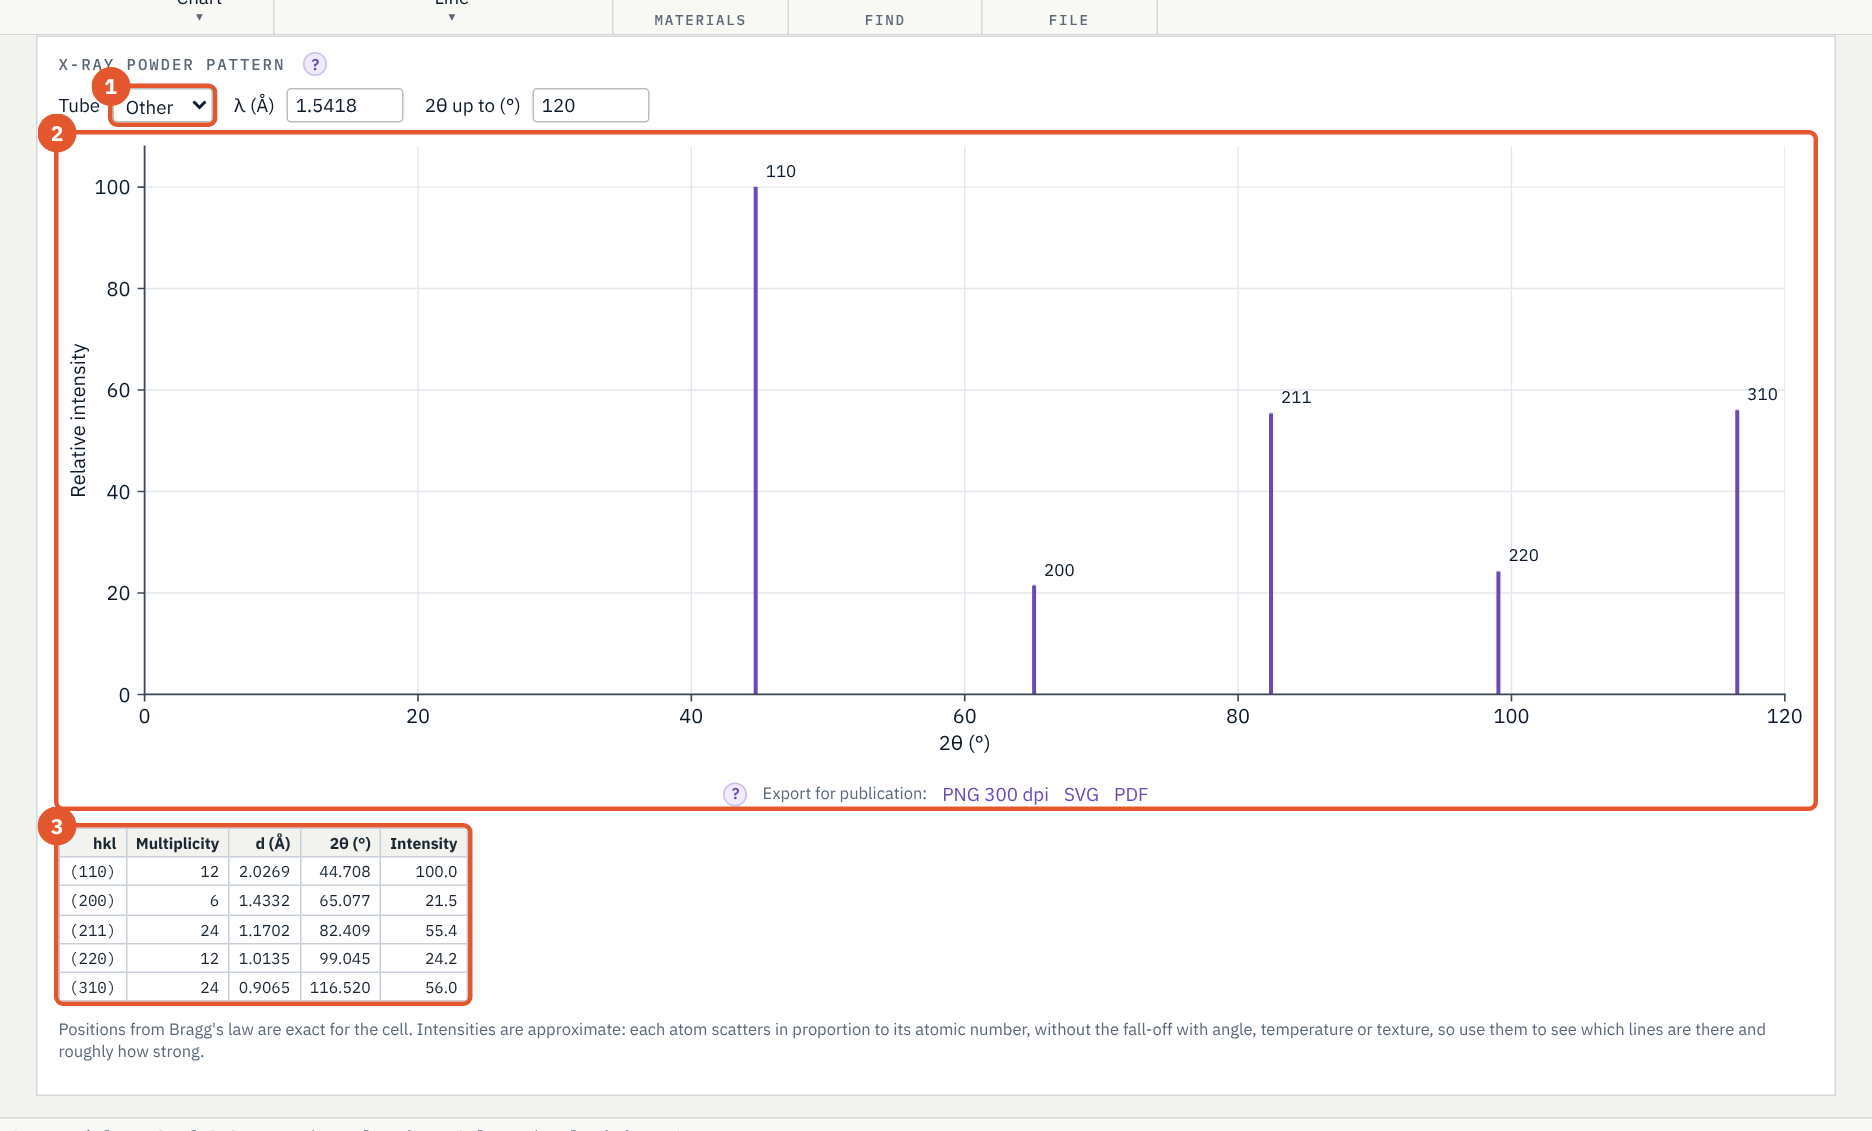 MATERIALS FIND FILE
X-RAY POWDER PATTERN ?
1
Tube Other λ (Å) 1.5418 2θ up to (°) 120
2
110
100
80
60
40
20
0
Relative intensity
211
310
200
220
0 20 40 60 80 100 120
2θ (°)
? Export for publication: PNG 300 dpi SVG PDF
3
hkl Multiplicity d (Å) 2θ (°) Intensity
(110) 12 2.0269 44.708 100.0
(200) 6 1.4332 65.077 21.5
(211) 24 1.1702 82.409 55.4
(220) 12 1.0135 99.045 24.2
(310) 24 0.9065 116.520 56.0
Positions from Bragg's law are exact for the cell. Intensities are approximate: each atom scatters in proportion to its atomic number, without the fall-off with angle, temperature or texture, so use them to see which lines are there and
roughly how strong.